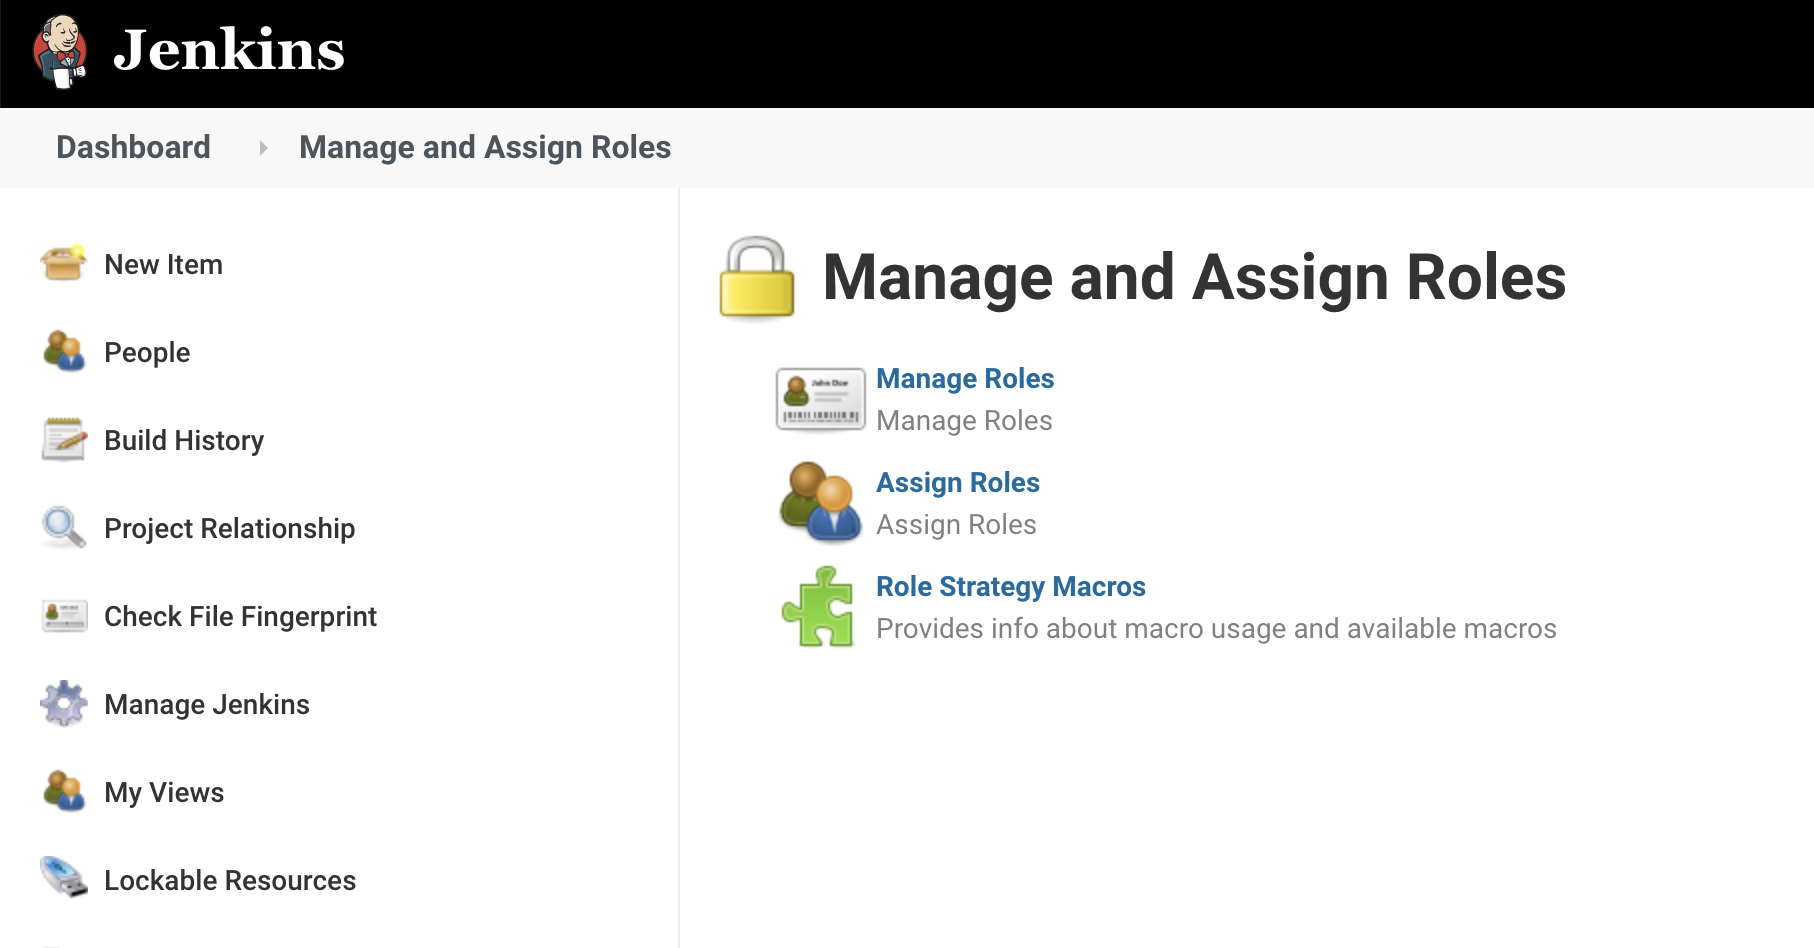 Jenkins
Dashboard
Manage and Assign Roles
New Item
People
Build History
Project Relationship
Check File Fingerprint
Manage Jenkins
My Views
Lockable Resources
Manage and Assign Roles
John Doe
Manage Roles
Manage Roles
Assign Roles
Assign Roles
Role Strategy Macros
Provides info about macro usage and available macros